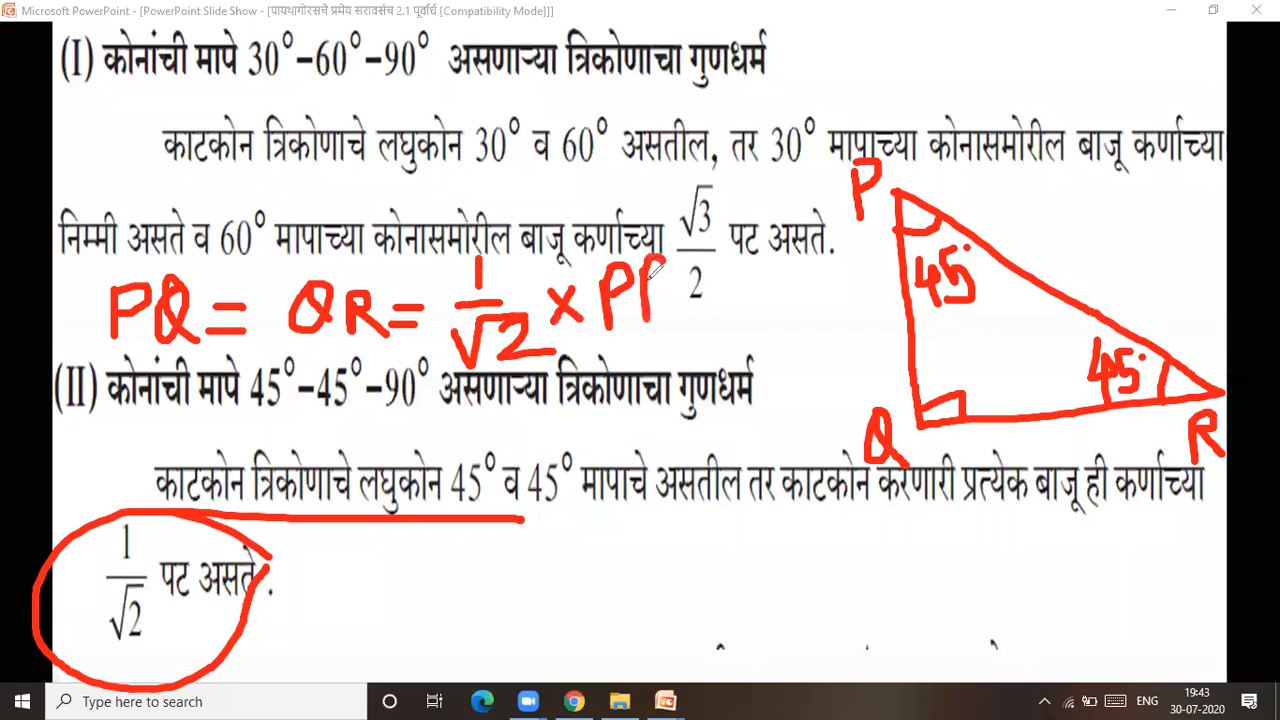 Microsoft PowerPoint - [PowerPoint Slide Show - [पायथागोरसचे प्रमेय सरावसंच 2.1 पूर्वार्ध [Compatibility Mode]]]
(I) कोनांची मापे 30°-60°-90° असणाऱ्या त्रिकोणाचा गुणधर्म
काटकोन त्रिकोणाचे लघुकोन 30° व 60° असतील, तर 30° मापाच्या कोनासमोरील बाजू कर्णाच्या
निम्मी असते व 60° मापाच्या कोनासमोरील बाजू कर्णाच्या √3/2 पट असते.
P
45°
45°
Q
R
PQ = QR = 1/√2 × PR
(II) कोनांची मापे 45°-45°-90° असणाऱ्या त्रिकोणाचा गुणधर्म
काटकोन त्रिकोणाचे लघुकोन 45° व 45° मापाचे असतील तर काटकोन करणारी प्रत्येक बाजू ही कर्णाच्या
1/√2 पट असते.
Type here to search
ENG
19:43
30-07-2020